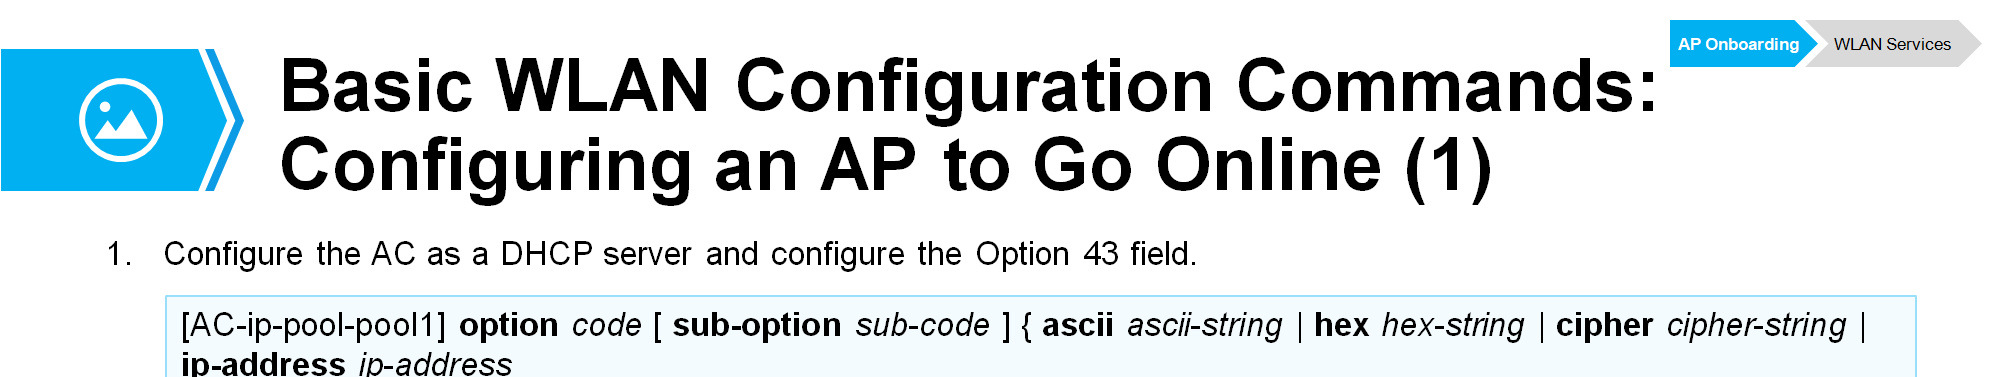 AP Onboarding
WLAN Services
Basic WLAN Configuration Commands:
Configuring an AP to Go Online (1)
1. Configure the AC as a DHCP server and configure the Option 43 field.
[AC-ip-pool-pool1] option code [ sub-option sub-code ] { ascii ascii-string | hex hex-string | cipher cipher-string |
ip-address ip-address